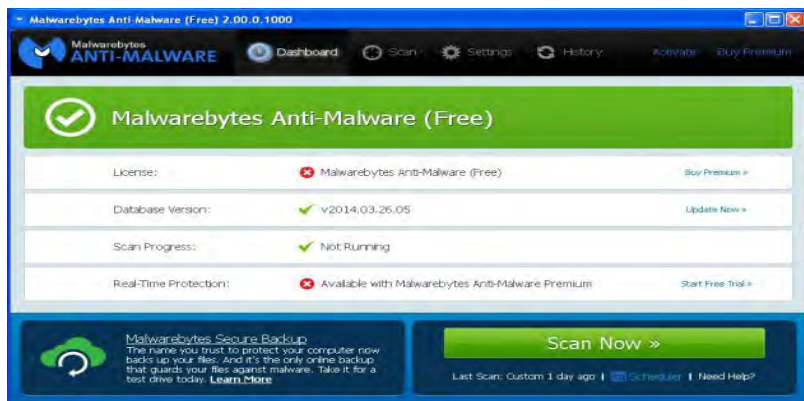 Malwarebytes Anti-Malware (Free) 2.00.0.1000
Malwarebytes
ANTI-MALWARE
Dashboard Scan Settings History Activate Buy Premium
Malwarebytes Anti-Malware (Free)
License: Malwarebytes Anti-Malware (Free) Buy Premium »
Database Version: v2014.03.26.05 Update Now »
Scan Progress: Not Running
Real-Time Protection: Available with Malwarebytes Anti-Malware Premium Start Free Trial »
Malwarebytes Secure Backup
The name you trust to protect your computer now
backs up your files. And it's the only online backup
that guards your files against malware. Take it for a
test drive today. Learn More
Scan Now »
Last Scan: Custom 1 day ago | Scheduler | Need Help?